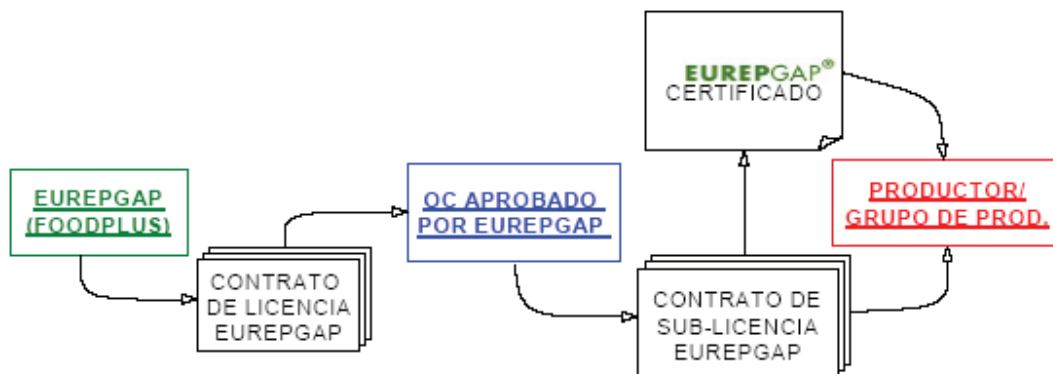 EUREPGAP®
CERTIFICADO
EUREPGAP
(FOODPLUS)
OC APROBADO
POR EUREPGAP
PRODUCTOR/
GRUPO DE PROD.
CONTRATO
DE LICENCIA
EUREPGAP
CONTRATO DE
SUB-LICENCIA
EUREPGAP